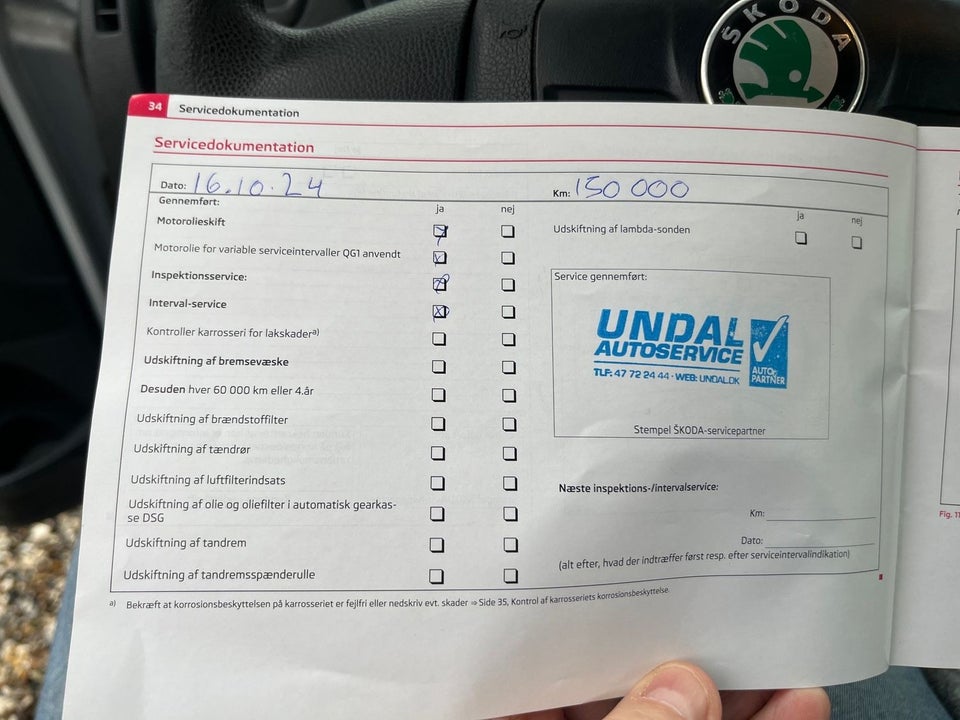 ŠKODA
34 Servicedokumentation
Servicedokumentation
Dato: 16.10.24 Km: 150 000
Gennemført:
ja nej
Motorolieskift
Motorolie for variable serviceintervaller QG1 anvendt
Inspektionsservice:
Interval-service
Kontroller karrosseri for lakskader a)
Udskiftning af bremsevæske
Desuden hver 60 000 km eller 4.år
Udskiftning af brændstoffilter
Udskiftning af tændrør
Udskiftning af luftfilterindsats
Udskiftning af olie og oliefilter i automatisk gearkas-
se DSG
Udskiftning af tandrem
Udskiftning af tandremsspænderulle
ja nej
Udskiftning af lambda-sonden
Service gennemført:
UNDAL
AUTOSERVICE
TLF: 47 72 24 44 · WEB: UNDAL.DK
AUTO
PARTNER
Stempel ŠKODA-servicepartner
Næste inspektions-/intervalservice:
Km:
Dato:
(alt efter, hvad der indtræffer først resp. efter serviceintervalindikation)
a) Bekræft at korrosionsbeskyttelsen på karrosseriet er fejlfri eller nedskriv evt. skader ⇒ Side 35, Kontrol af karrosseriets korrosionsbeskyttelse.
Fig. 11